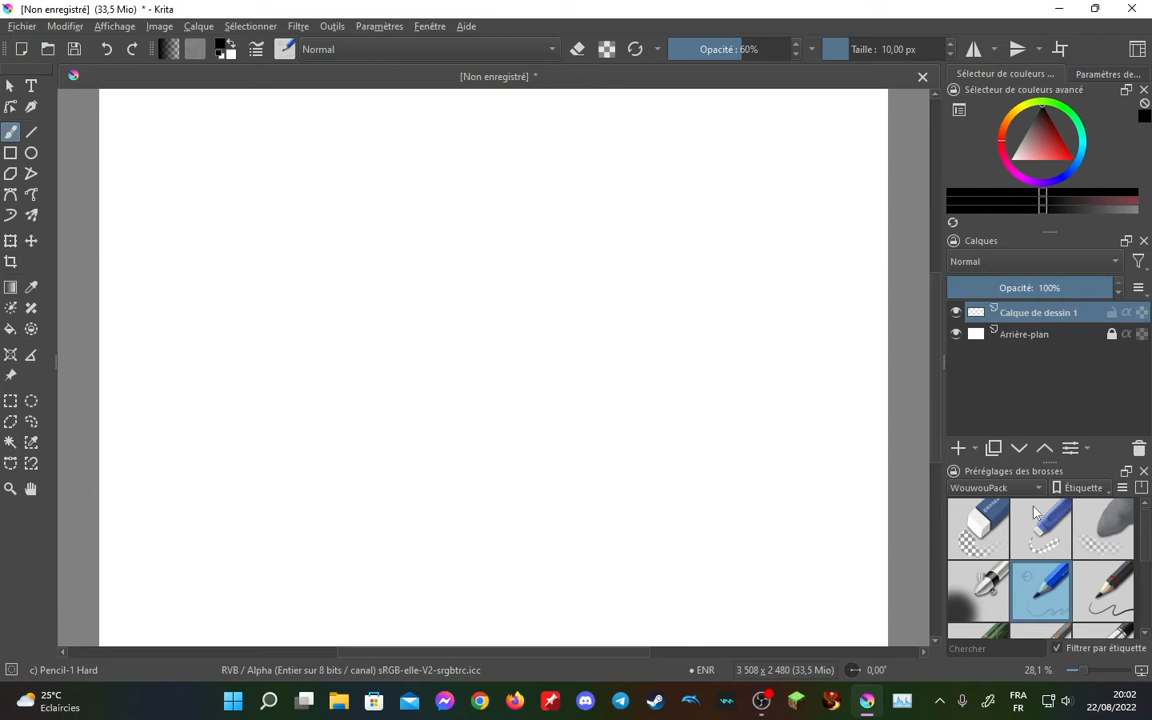 [Non enregistré] (33,5 Mio) * - Krita
Fichier Modifier Affichage Image Calque Sélectionner Filtre Outils Paramètres Fenêtre Aide
Normal Opacité : 60% Taille : 10,00 px
[Non enregistré] *
Sélecteur de couleurs ... Paramètres de...
Sélecteur de couleurs avancé
Calques
Normal
Opacité: 100%
Calque de dessin 1
Arrière-plan
Préréglages des brosses
WouwouPack Étiquette
Chercher Filtrer par étiquette
c) Pencil-1 Hard RVB / Alpha (Entier sur 8 bits / canal) sRGB-elle-V2-srgbtrc.icc ENR 3 508 x 2 480 (33,5 Mio) 0,00° 28,1 %
25°C
Eclaircies
FRA
FR
20:02
22/08/2022